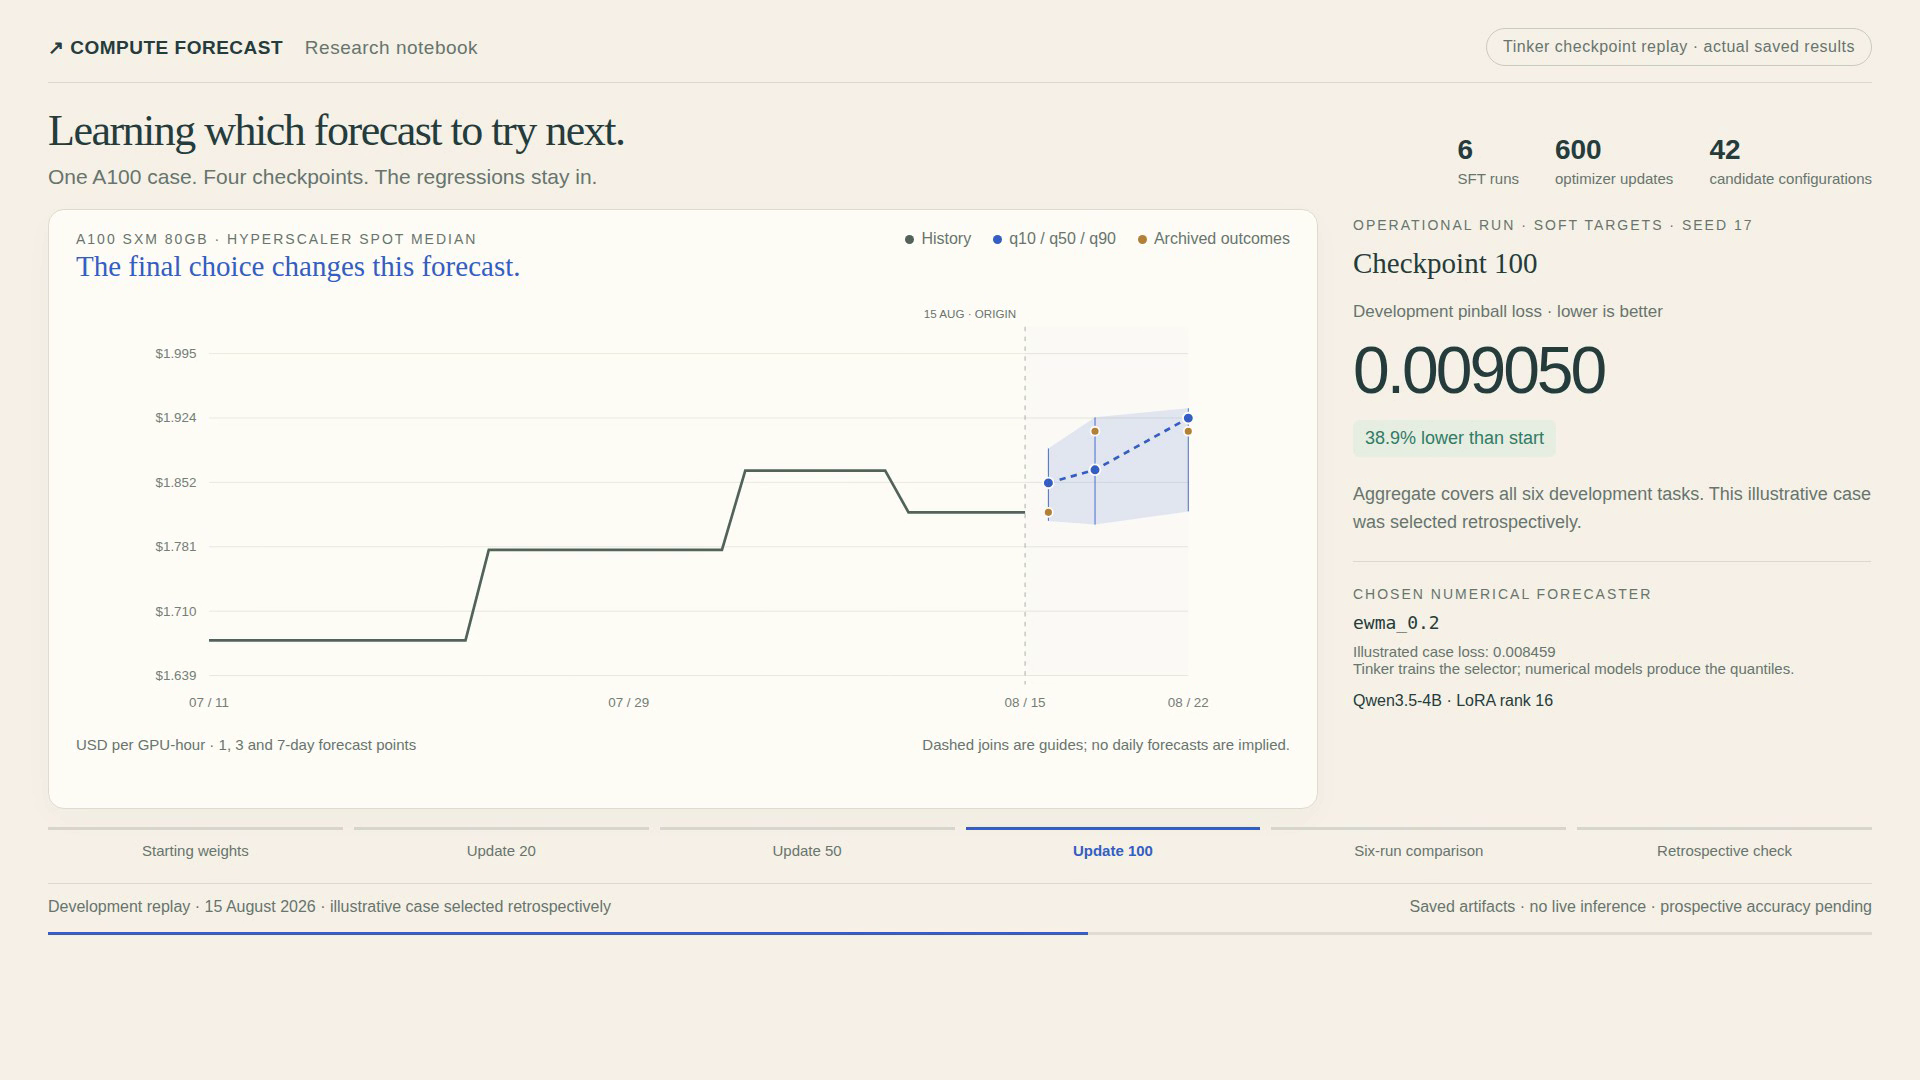 ↗ COMPUTE FORECAST Research notebook
Tinker checkpoint replay · actual saved results
Learning which forecast to try next.
One A100 case. Four checkpoints. The regressions stay in.
6
SFT runs
600
optimizer updates
42
candidate configurations
A100 SXM 80GB · HYPERSCALER SPOT MEDIAN
The final choice changes this forecast.
History
q10 / q50 / q90
Archived outcomes
15 AUG · ORIGIN
$1.995
$1.924
$1.852
$1.781
$1.710
$1.639
07 / 11
07 / 29
08 / 15
08 / 22
USD per GPU-hour · 1, 3 and 7-day forecast points
Dashed joins are guides; no daily forecasts are implied.
OPERATIONAL RUN · SOFT TARGETS · SEED 17
Checkpoint 100
Development pinball loss · lower is better
0.009050
38.9% lower than start
Aggregate covers all six development tasks. This illustrative case
was selected retrospectively.
CHOSEN NUMERICAL FORECASTER
ewma_0.2
Illustrated case loss: 0.008459
Tinker trains the selector; numerical models produce the quantiles.
Qwen3.5-4B · LoRA rank 16
Starting weights
Update 20
Update 50
Update 100
Six-run comparison
Retrospective check
Development replay · 15 August 2026 · illustrative case selected retrospectively
Saved artifacts · no live inference · prospective accuracy pending